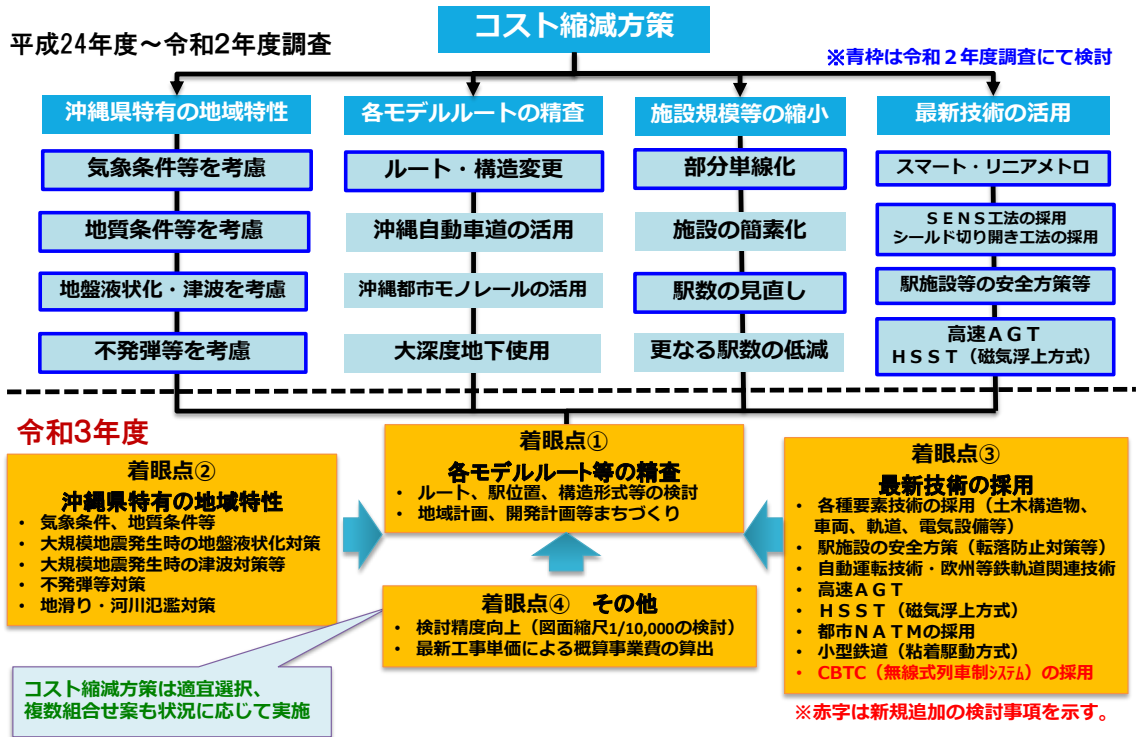 コスト縮減方策
平成24年度～令和2年度調査
※青枠は令和２年度調査にて検討
沖縄県特有の地域特性
気象条件等を考慮
地質条件等を考慮
地盤液状化・津波を考慮
不発弾等を考慮
各モデルルートの精査
ルート・構造変更
沖縄自動車道の活用
沖縄都市モノレールの活用
大深度地下使用
施設規模等の縮小
部分単線化
施設の簡素化
駅数の見直し
更なる駅数の低減
最新技術の活用
スマート・リニアメトロ
ＳＥＮＳ工法の採用
シールド切り開き工法の採用
駅施設等の安全方策等
高速ＡＧＴ
ＨＳＳＴ（磁気浮上方式）
令和3年度
着眼点①
各モデルルート等の精査
・ ルート、駅位置、構造形式等の検討
・ 地域計画、開発計画等まちづくり
着眼点②
沖縄県特有の地域特性
・ 気象条件、地質条件等
・ 大規模地震発生時の地盤液状化対策
・ 大規模地震発生時の津波対策等
・ 不発弾等対策
・ 地滑り・河川氾濫対策
着眼点③
最新技術の採用
・ 各種要素技術の採用（土木構造物、
車両、軌道、電気設備等）
・ 駅施設の安全方策（転落防止対策等）
・ 自動運転技術・欧州等鉄軌道関連技術
・ 高速ＡＧＴ
・ ＨＳＳＴ（磁気浮上方式）
・ 都市ＮＡＴＭの採用
・ 小型鉄道（粘着駆動方式）
・ CBTC（無線式列車制ｼｽﾃﾑ）の採用
着眼点④ その他
・ 検討精度向上（図面縮尺1/10,000の検討）
・ 最新工事単価による概算事業費の算出
コスト縮減方策は適宜選択、
複数組合せ案も状況に応じて実施
※赤字は新規追加の検討事項を示す。